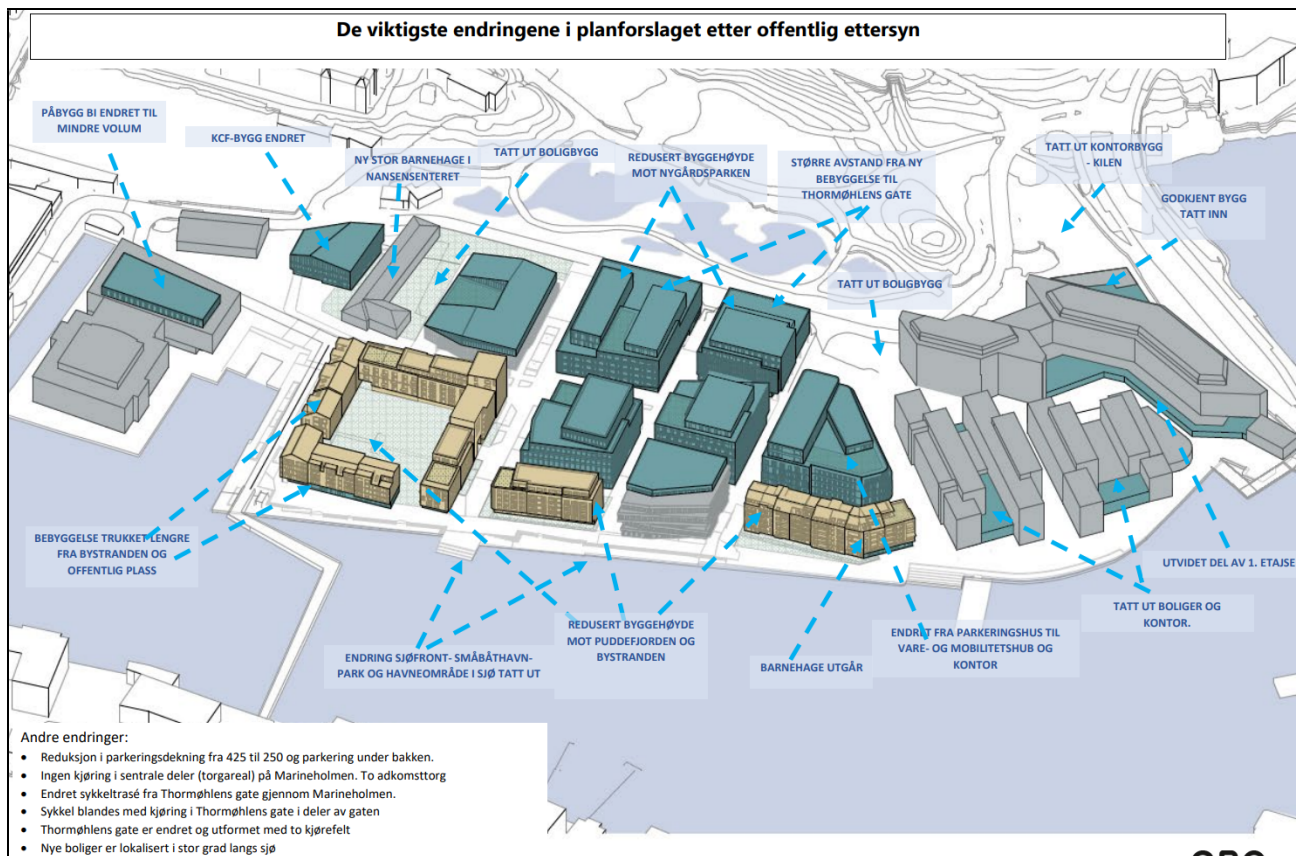 De viktigste endringene i planforslaget etter offentlig ettersyn
PÅBYGG BI ENDRET TIL
MINDRE VOLUM
KCF-BYGG ENDRET
NY STOR BARNEHAGE I
NANSENSENTERET
TATT UT BOLIGBYGG
REDUSERT BYGGEHØYDE
MOT NYGÅRDSPARKEN
STØRRE AVSTAND FRA NY
BEBYGGELSE TIL
THORMØHLENS GATE
TATT UT KONTORBYGG
- KILEN
GODKJENT BYGG
TATT INN
TATT UT BOLIGBYGG
BEBYGGELSE TRUKKET LENGRE
FRA BYSTRANDEN OG
OFFENTLIG PLASS
ENDRING SJØFRONT- SMÅBÅTHAVN-
PARK OG HAVNEOMRÅDE I SJØ TATT UT
REDUSERT BYGGEHØYDE
MOT PUDDEFJORDEN OG
BYSTRANDEN
BARNEHAGE UTGÅR
ENDRET FRA PARKERINGSHUS TIL
VARE- OG MOBILITETSHUB OG
KONTOR
TATT UT BOLIGER OG
KONTOR.
UTVIDET DEL AV 1. ETAJSE
Andre endringer:
• Reduksjon i parkeringsdekning fra 425 til 250 og parkering under bakken.
• Ingen kjøring i sentrale deler (torgareal) på Marineholmen. To adkomsttorg
• Endret sykkeltrasé fra Thormøhlens gate gjennom Marineholmen.
• Sykkel blandes med kjøring i Thormøhlens gate i deler av gaten
• Thormøhlens gate er endret og utformet med to kjørefelt
• Nye boliger er lokalisert i stor grad langs sjø